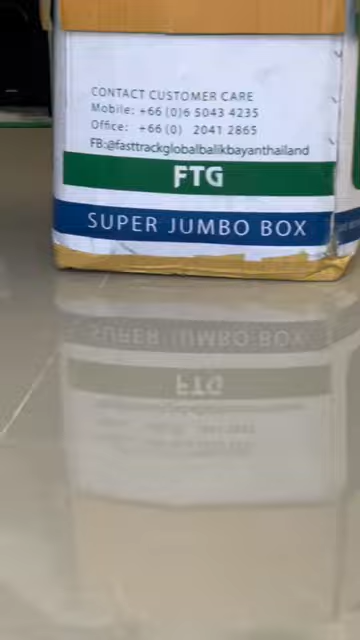 CONTACT CUSTOMER CARE
Mobile: +66 (0)6 5043 4235
Office: +66 (0) 2041 2865
FB:@fasttrackglobalbalikbayanthailand
FTG
SUPER JUMBO BOX